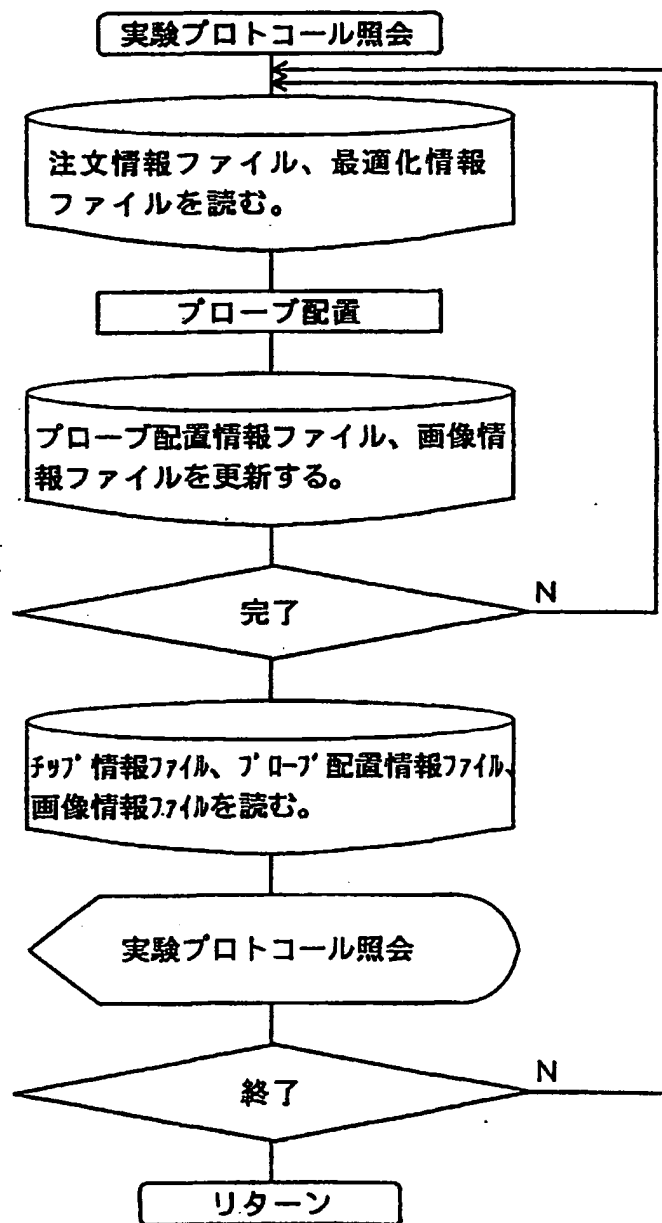 実験プロトコール照会
注文情報ファイル、最適化情報
ファイルを読む。
プローブ配置
プローブ配置情報ファイル、画像情
報ファイルを更新する。
完了
N
チップ情報ファイル、プローブ配置情報ファイル、
画像情報ファイルを読む。
実験プロトコール照会
終了
N
リターン